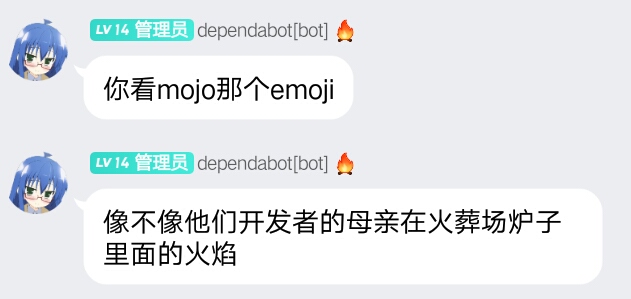 LV 14 管理员 dependabot[bot] 🔥
你看mojo那个emoji
LV 14 管理员 dependabot[bot] 🔥
像不像他们开发者的母亲在火葬场炉子
里面的火焰